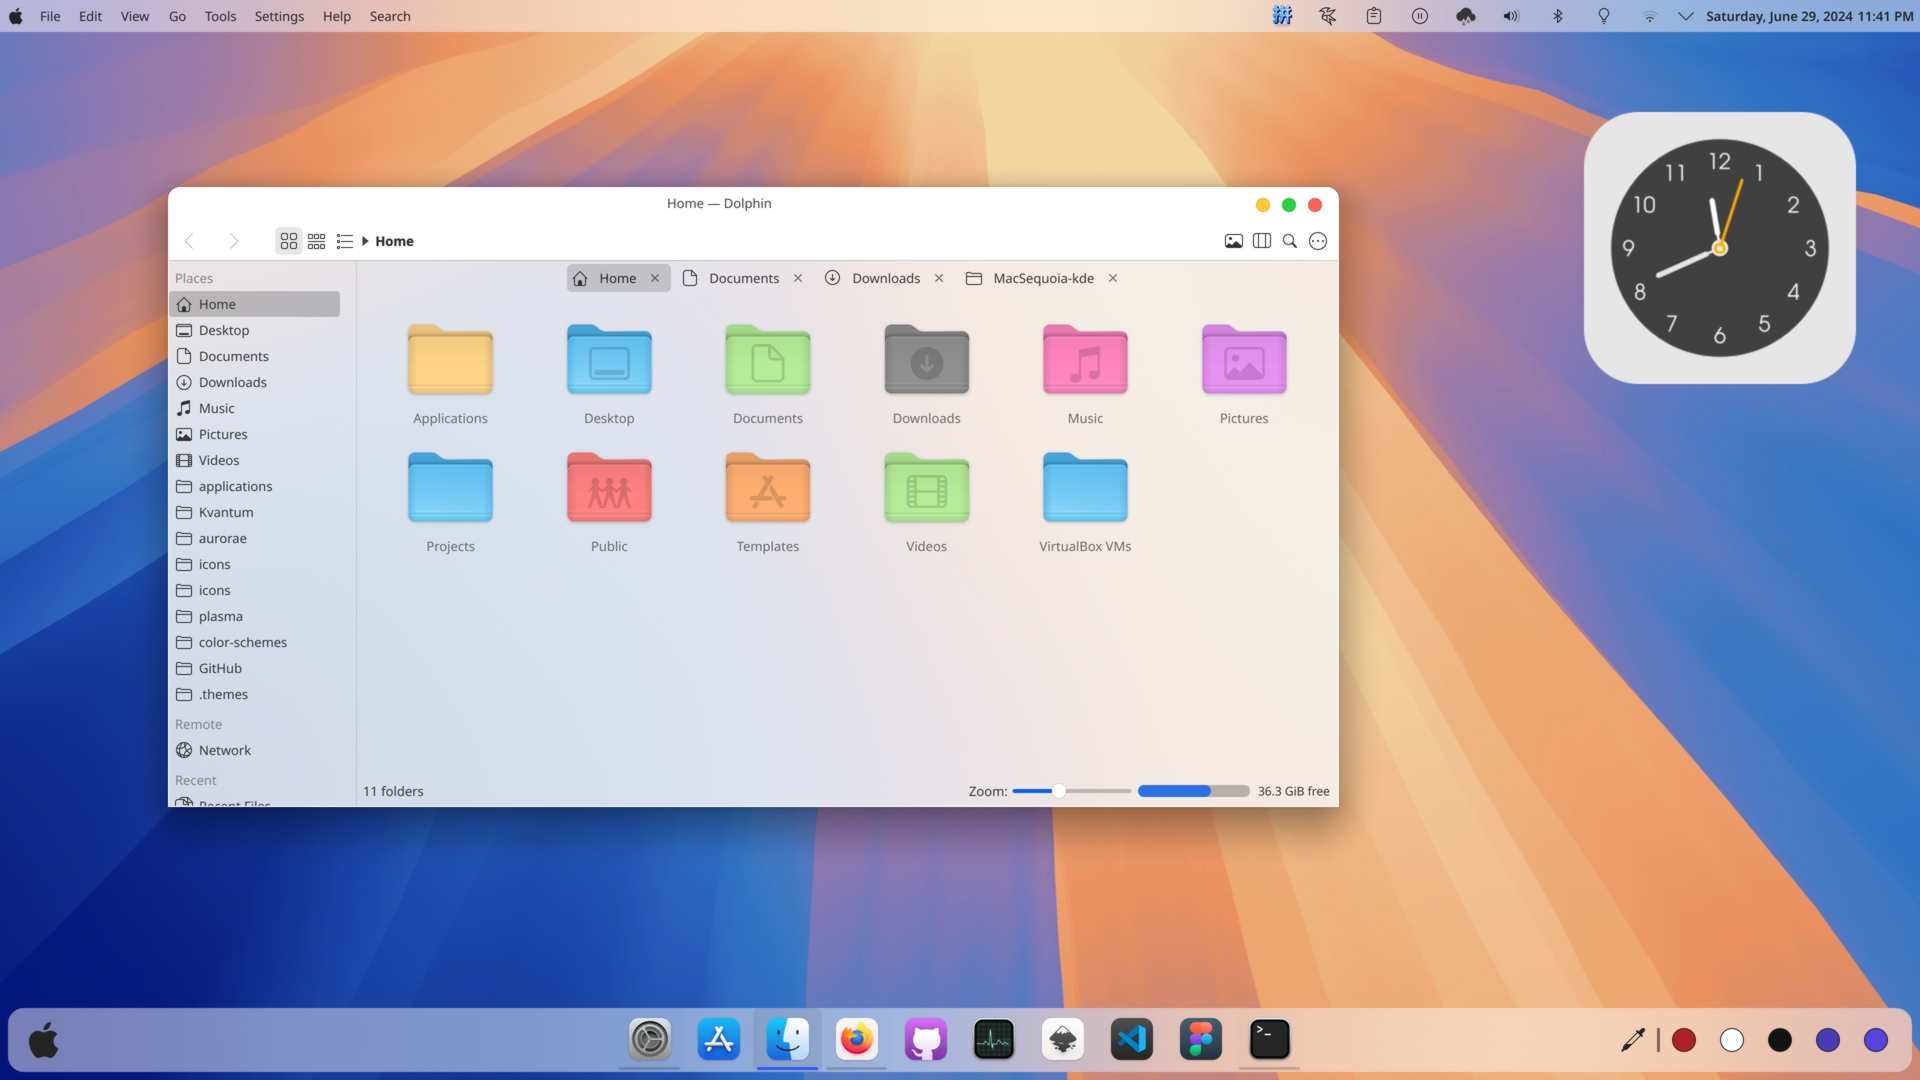 File Edit View Go Tools Settings Help Search
拼
Saturday, June 29, 2024 11:41 PM
Home — Dolphin
Home
Places
Home
Desktop
Documents
Downloads
Music
Pictures
Videos
applications
Kvantum
aurorae
icons
icons
plasma
color-schemes
GitHub
.themes
Remote
Network
Recent
Recent Files
Home Documents Downloads MacSequoia-kde
Applications Desktop Documents Downloads Music Pictures
Projects Public Templates Videos VirtualBox VMs
11 folders
Zoom: 36.3 GiB free
12
11 1
10 2
9 3
8 4
7 5
6
>_